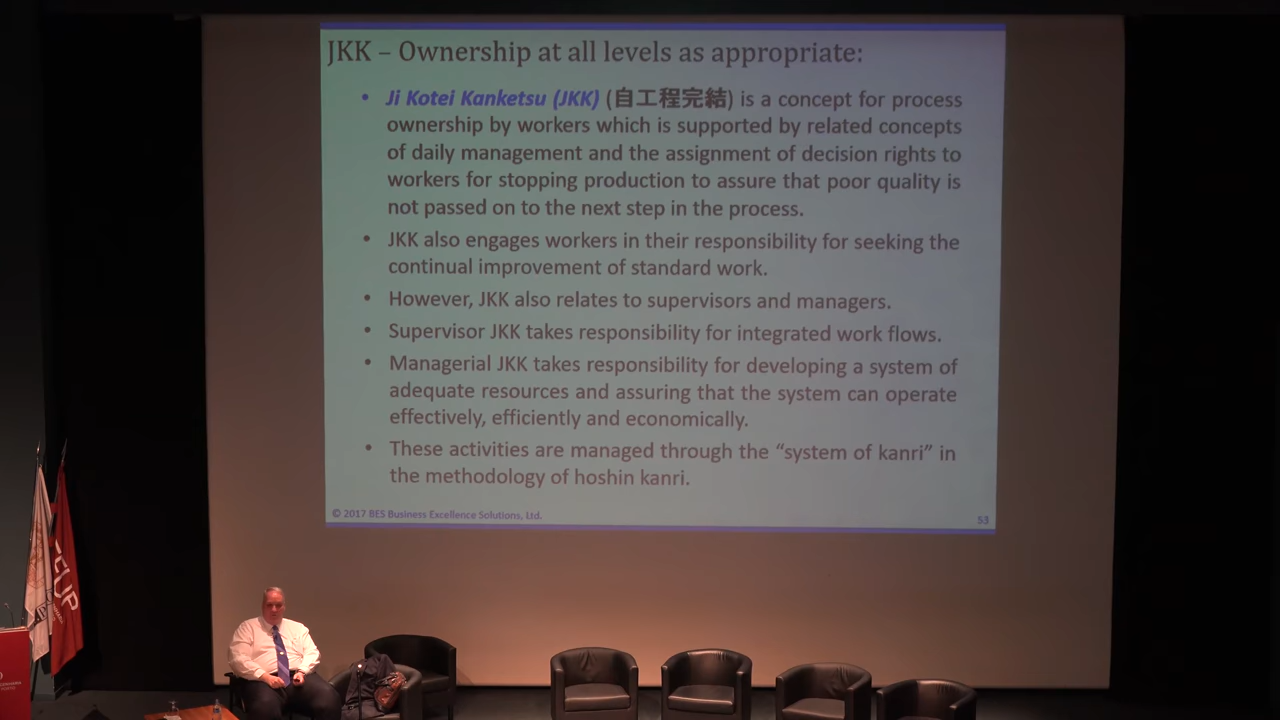 JKK – Ownership at all levels as appropriate:
• Ji Kotei Kanketsu (JKK) (自工程完結) is a concept for process
ownership by workers which is supported by related concepts
of daily management and the assignment of decision rights to
workers for stopping production to assure that poor quality is
not passed on to the next step in the process.
• JKK also engages workers in their responsibility for seeking the
continual improvement of standard work.
• However, JKK also relates to supervisors and managers.
• Supervisor JKK takes responsibility for integrated work flows.
• Managerial JKK takes responsibility for developing a system of
adequate resources and assuring that the system can operate
effectively, efficiently and economically.
• These activities are managed through the “system of kanri” in
the methodology of hoshin kanri.
© 2017 BES Business Excellence Solutions, Ltd.
53
FEUP